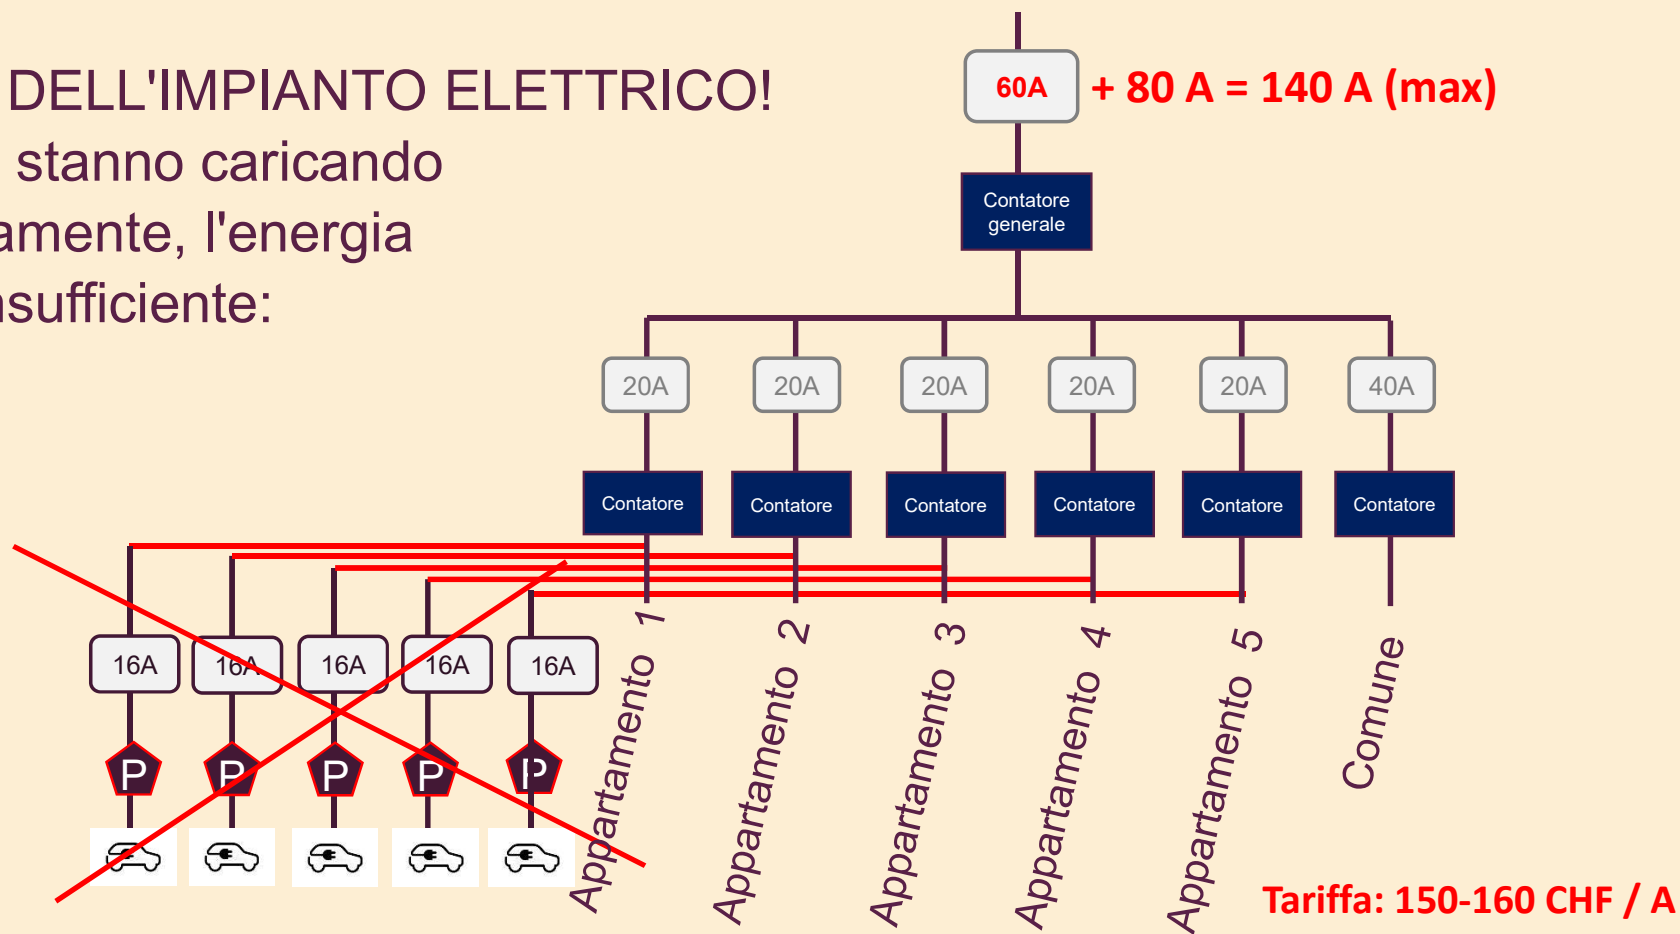 DELL'IMPIANTO ELETTRICO!
stanno caricando
amente, l'energia
nsufficiente:
60A
+ 80 A = 140 A (max)
Contatore
generale
20A
20A
20A
20A
20A
40A
Contatore
Contatore
Contatore
Contatore
Contatore
Contatore
16A
16A
16A
16A
16A
P
P
P
P
P
Appartamento 1
Appartamento 2
Appartamento 3
Appartamento 4
Appartamento 5
Comune
Tariffa: 150-160 CHF / A